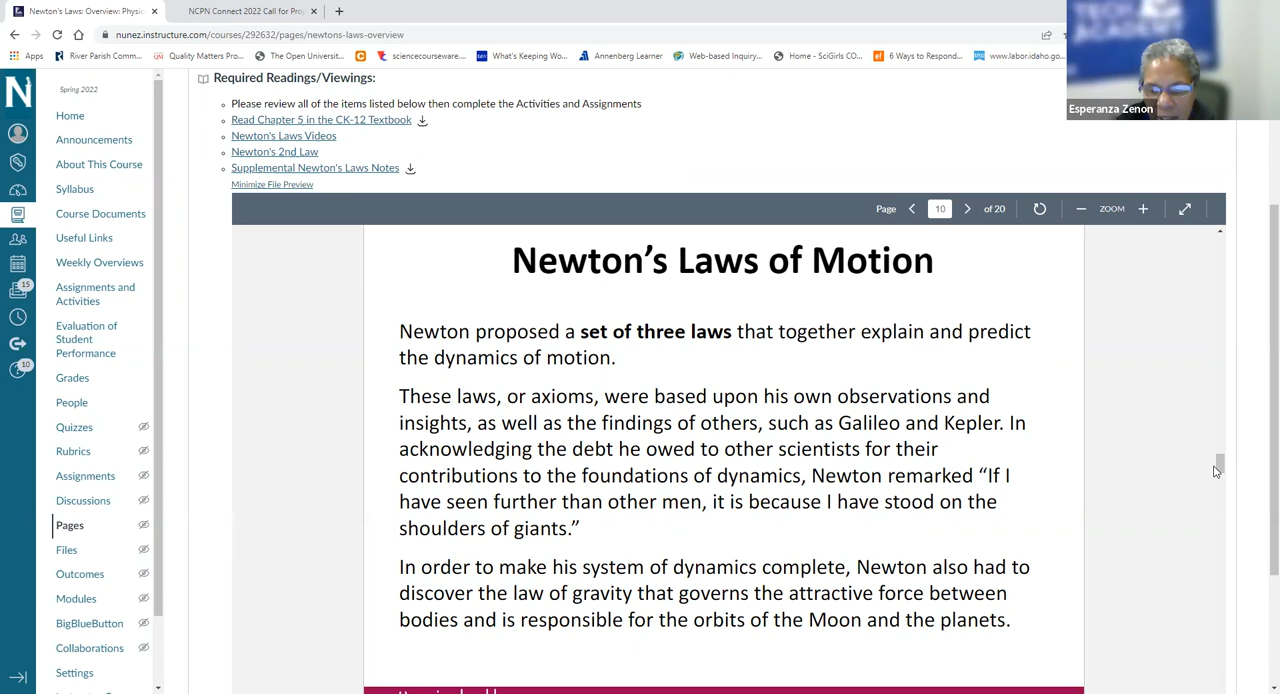 Newton's Laws: Overview: Physic
NCPN Connect 2022 Call for Prop
nunez.instructure.com/courses/292632/pages/newtons-laws-overview
Apps
River Parish Comm...
Quality Matters Pro...
The Open Universit...
sciencecourseware...
What's Keeping Wo...
Annenberg Learner
Web-based Inquiry...
Home - SciGirls CO...
6 Ways to Respond...
www.labor.idaho.go...
TECH
ACADEMY
Esperanza Zenon
N
15
10
Spring 2022
Home
Announcements
About This Course
Syllabus
Course Documents
Useful Links
Weekly Overviews
Assignments and
Activities
Evaluation of
Student
Performance
Grades
People
Quizzes
Rubrics
Assignments
Discussions
Pages
Files
Outcomes
Modules
BigBlueButton
Collaborations
Settings
Required Readings/Viewings:
Please review all of the items listed below then complete the Activities and Assignments
Read Chapter 5 in the CK-12 Textbook
Newton's Laws Videos
Newton's 2nd Law
Supplemental Newton's Laws Notes
Minimize File Preview
Page 10 of 20 ZOOM
Newton's Laws of Motion
Newton proposed a set of three laws that together explain and predict
the dynamics of motion.
These laws, or axioms, were based upon his own observations and
insights, as well as the findings of others, such as Galileo and Kepler. In
acknowledging the debt he owed to other scientists for their
contributions to the foundations of dynamics, Newton remarked “If I
have seen further than other men, it is because I have stood on the
shoulders of giants.”
In order to make his system of dynamics complete, Newton also had to
discover the law of gravity that governs the attractive force between
bodies and is responsible for the orbits of the Moon and the planets.